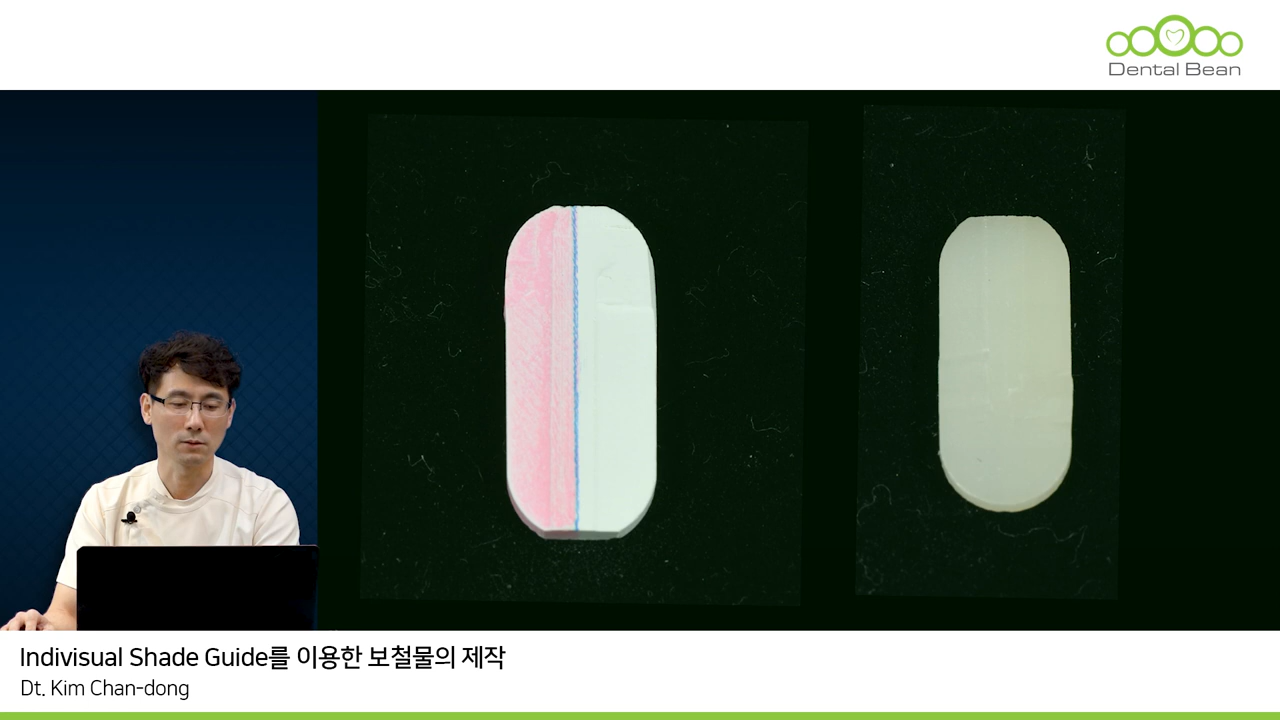 Dental Bean
Indivisual Shade Guide를 이용한 보철물의 제작
Dt. Kim Chan-dong